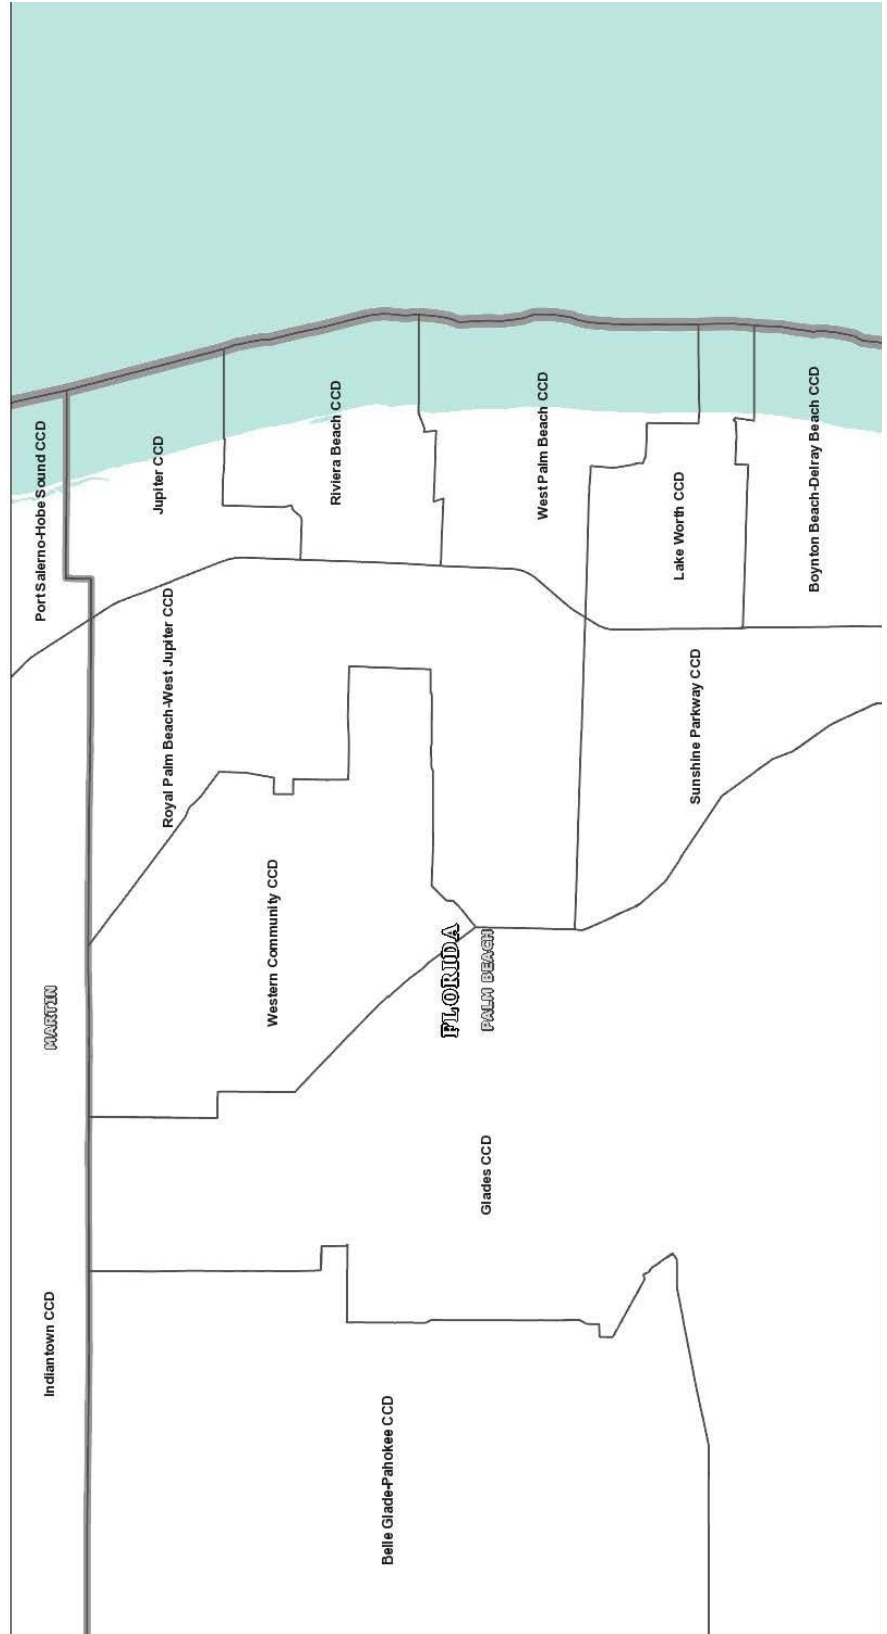 Port Salerno-Hobe Sound CCD
MARTIN
Indiantown CCD
Jupiter CCD
Royal Palm Beach-West Jupiter CCD
Riviera Beach CCD
Western Community CCD
West Palm Beach CCD
FLORIDA
PALM BEACH
Glades CCD
Belle Glade-Pahokee CCD
Lake Worth CCD
Sunshine Parkway CCD
Boynton Beach-Delray Beach CCD